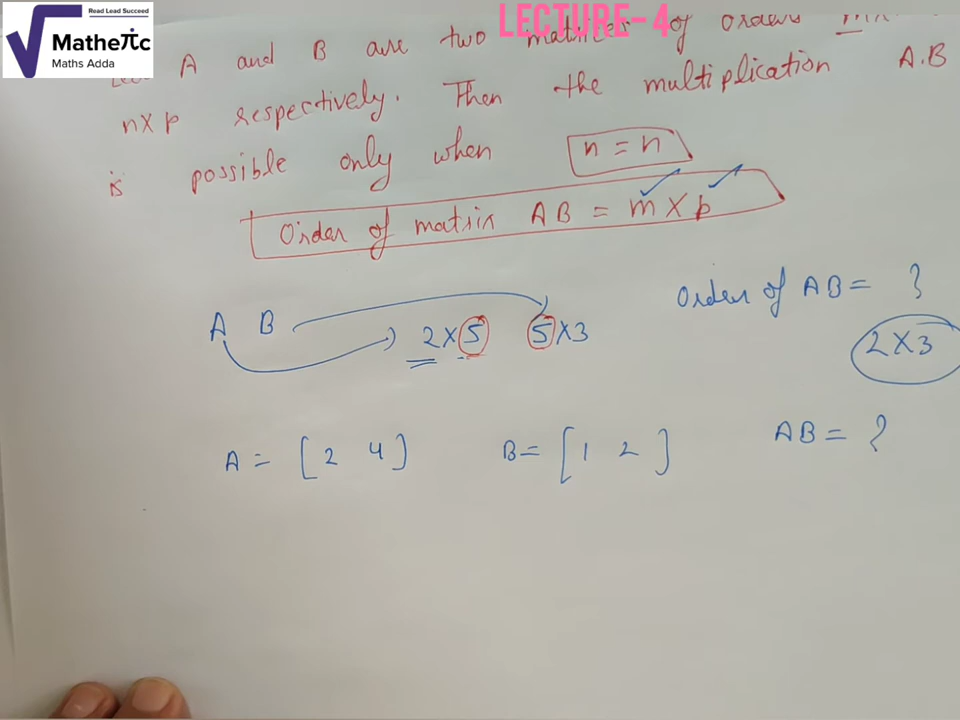 LECTURE-4
Read Lead Succeed
Matheπc
Maths Adda
A and B are two matrices of orders
n×p respectively. Then the multiplication A.B
is possible only when n = n
Order of matrix AB = m×p
Order of AB = ?
A B 2×5 5×3
2×3
A = [2 4] B = [1 2] AB = ?